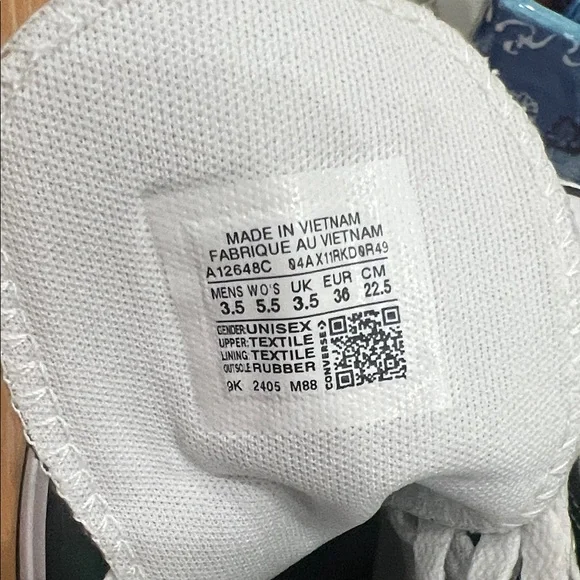 MADE IN VIETNAM
FABRIQUE AU VIETNAM
A12648C 04AX11RKD0R49
MENS WO'S UK EUR CM
3.5 5.5 3.5 36 22.5
GENDER: UNISEX
UPPER: TEXTILE
LINING: TEXTILE
OUTSOLE RUBBER
9K 2405 M88
CONVERSE